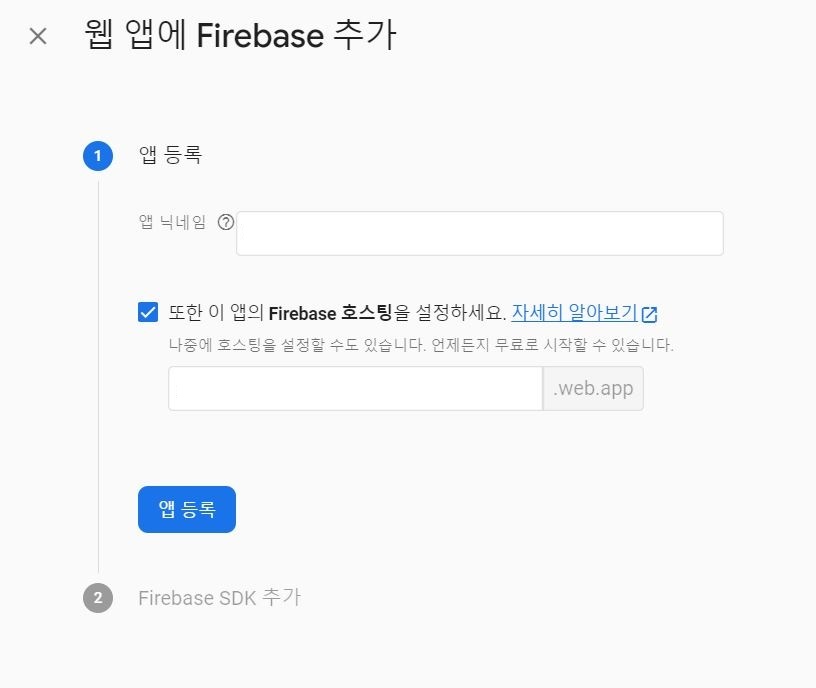 웹 앱에 Firebase 추가
1 앱 등록
앱 닉네임 ?
또한 이 앱의 Firebase 호스팅을 설정하세요. 자세히 알아보기
나중에 호스팅을 설정할 수도 있습니다. 언제든지 무료로 시작할 수 있습니다.
.web.app
앱 등록
2 Firebase SDK 추가